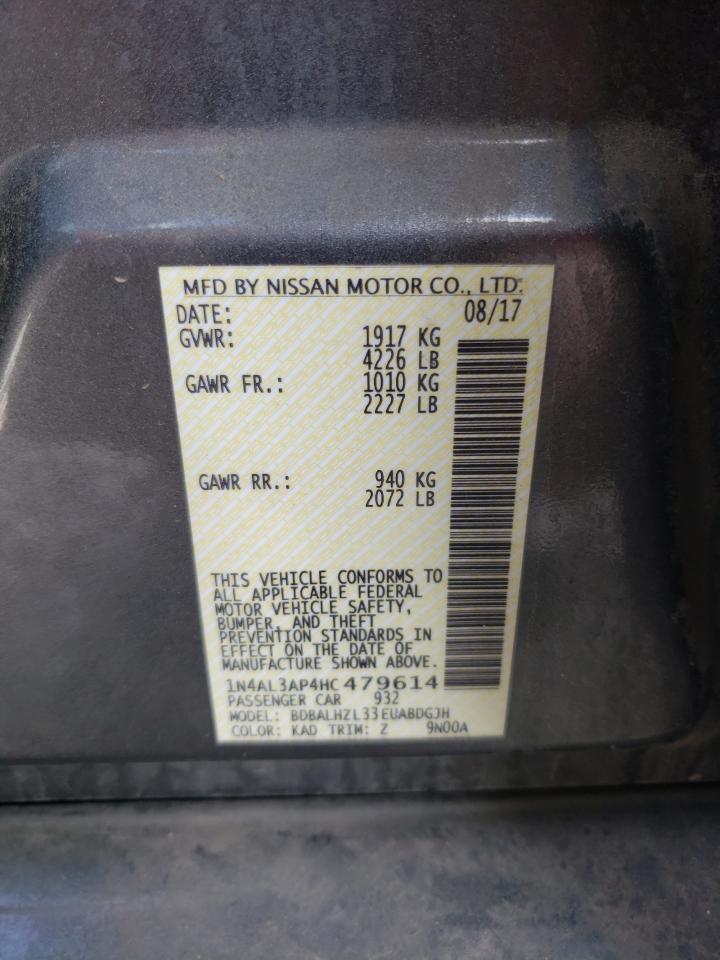 MFD BY NISSAN MOTOR CO., LTD.
DATE: 08/17
GVWR: 1917 KG
4226 LB
GAWR FR.: 1010 KG
2227 LB
GAWR RR.: 940 KG
2072 LB
THIS VEHICLE CONFORMS TO
ALL APPLICABLE FEDERAL
MOTOR VEHICLE SAFETY,
BUMPER, AND THEFT
PREVENTION STANDARDS IN
EFFECT ON THE DATE OF
MANUFACTURE SHOWN ABOVE.
1N4AL3AP4HC479614
PASSENGER CAR 932
MODEL: BDBALHZL33EUABDGJH
COLOR: KAD TRIM: Z 9N00A